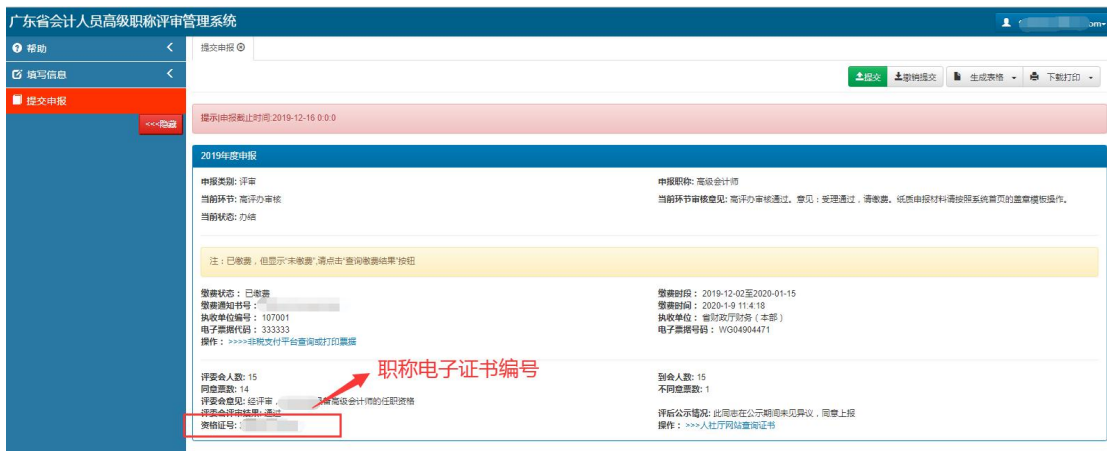 广东省会计人员高级职称评审管理系统
om
帮助
提交申报
填写信息
提交 撤销提交 生成表格 下载打印
提交申报
<<<隐藏
提示|申报截止时间:2019-12-16 0:0:0
2019年度申报
申报类别: 评审 申报职称: 高级会计师
当前环节: 高评办审核 当前环节审核意见: 高评办审核通过。意见：受理通过，请缴费。纸质申报材料请按照系统首页的盖章模板操作。
当前状态: 办结
注：已缴费，但显示“未缴费”,请点击“查询缴费结果”按钮
缴费状态： 已缴费 缴费时段： 2019-12-02至2020-01-15
缴费通知书号： 缴费时间： 2020-1-9 11:4:18
执收单位编号： 107001 执收单位： 省财政厅财务（本部）
电子票据代码： 333333 电子票据号码： WG04904471
操作： >>>>非税支付平台查询或打印票据
职称电子证书编号
评委会人数: 15 到会人数: 15
同意票数: 14 不同意票数: 1
评委会意见: 经评审， 备高级会计师的任职资格
评委会评审结果: 通过 评后公示情况: 此同志在公示期间未见异议，同意上报
资格证号: 操作： >>>人社厅网站查询证书